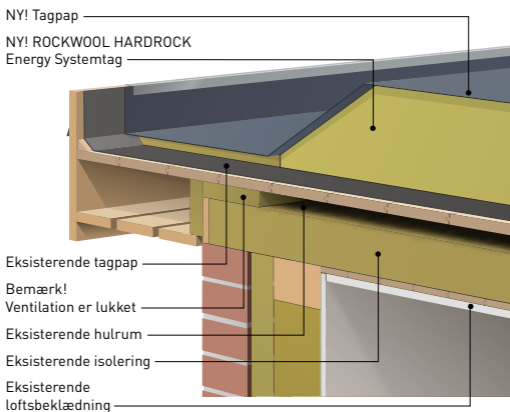 NY! Tagpap
NY! ROCKWOOL HARDROCK
Energy Systemtag
Eksisterende tagpap
Bemærk!
Ventilation er lukket
Eksisterende hulrum
Eksisterende isolering
Eksisterende
loftsbeklædning